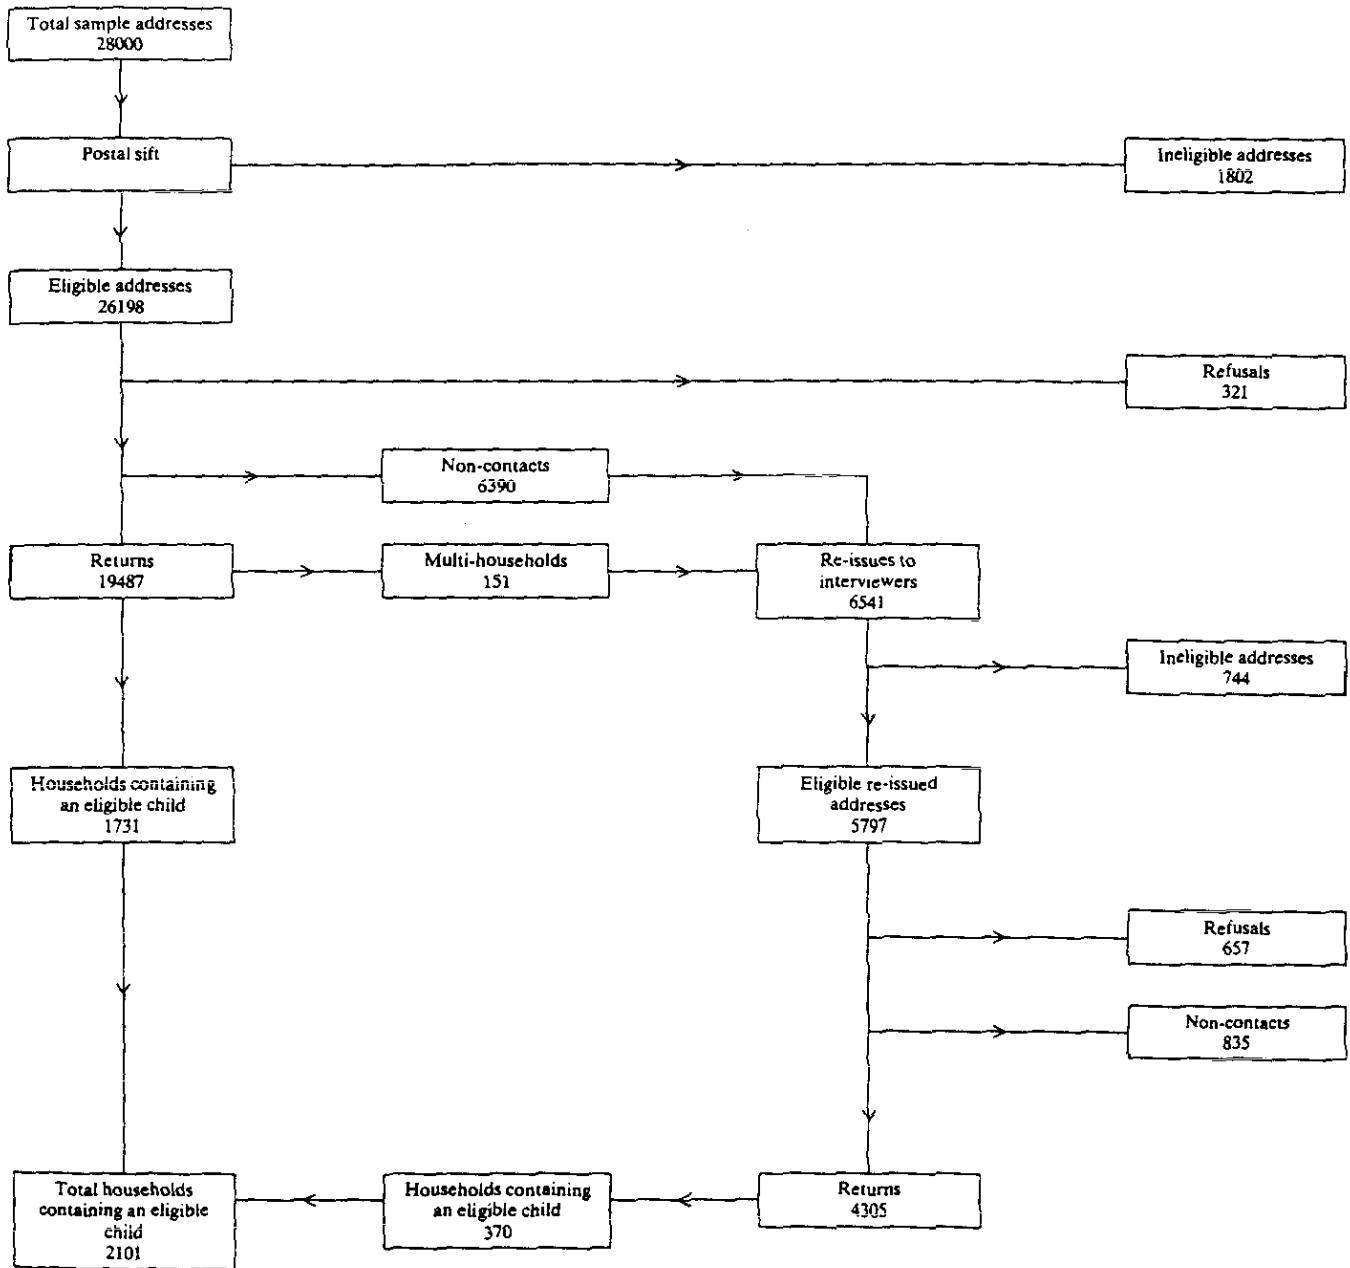 Total sample addresses
28000
Postal sift
Ineligible addresses
1802
Eligible addresses
26198
Refusals
321
Non-contacts
6390
Returns
19487
Multi-households
151
Re-issues to
interviewers
6541
Ineligible addresses
744
Households containing
an eligible child
1731
Eligible re-issued
addresses
5797
Refusals
657
Non-contacts
835
Total households
containing an eligible
child
2101
Households containing
an eligible child
370
Returns
4305